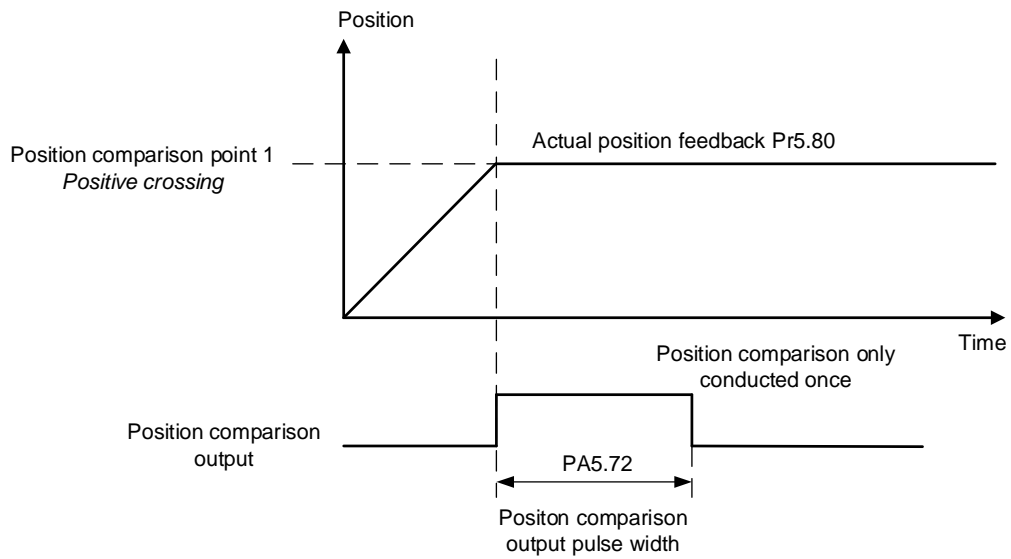 Position
Actual position feedback Pr5.80
Position comparison point 1
Positive crossing
Time
Position comparison only
conducted once
Position comparison
output
PA5.72
Positon comparison
output pulse width